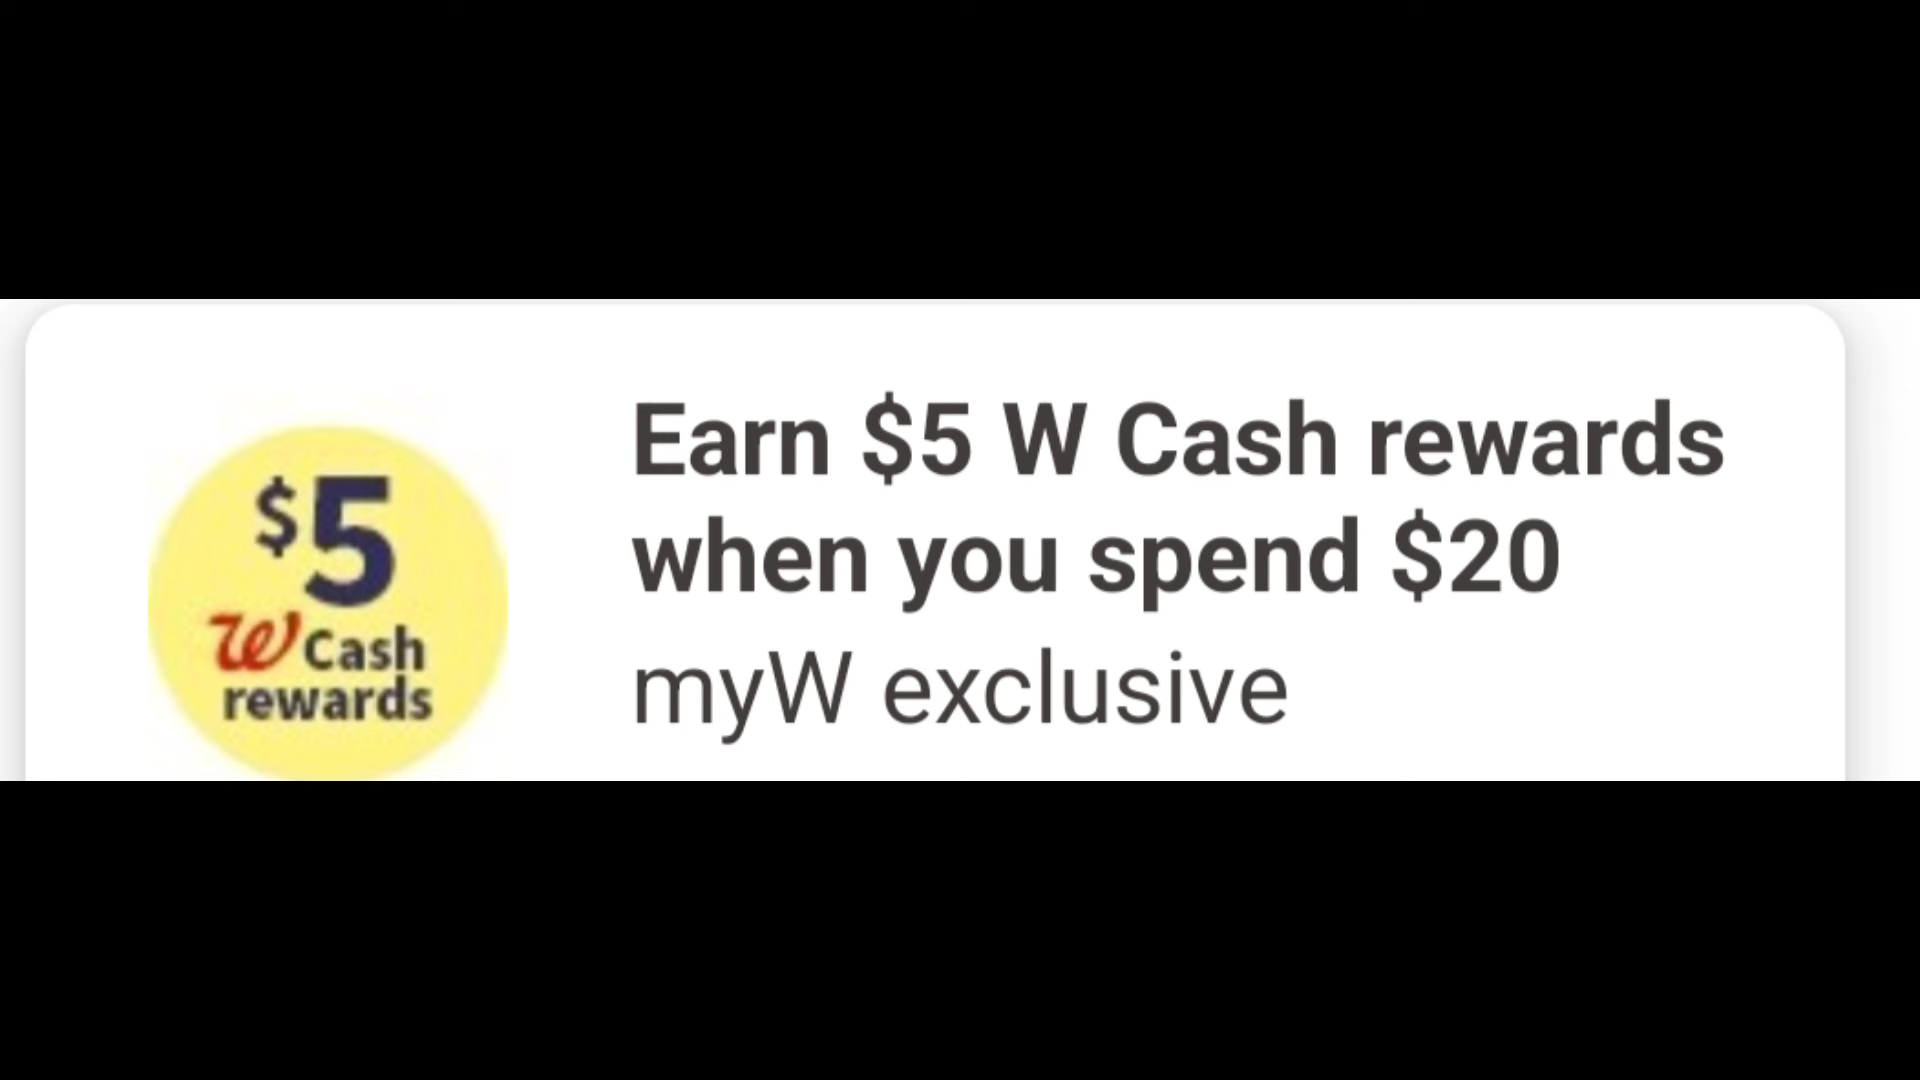 $5
W Cash
rewards
Earn $5 W Cash rewards
when you spend $20
myW exclusive